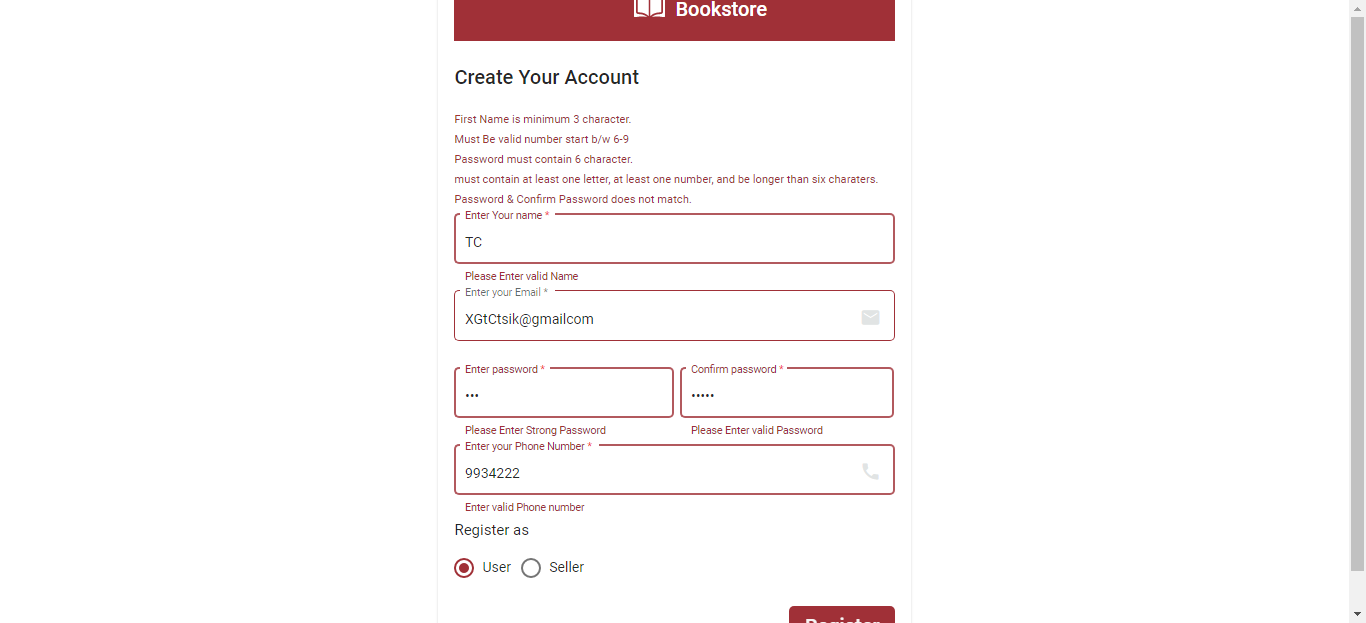 Bookstore
Create Your Account
First Name is minimum 3 character.
Must Be valid number start b/w 6-9
Password must contain 6 character.
must contain at least one letter, at least one number, and be longer than six charaters.
Password & Confirm Password does not match.
Enter Your name *
TC
Please Enter valid Name
Enter your Email *
XGtCtsik@gmailcom
Enter password * Confirm password *
••• •••••
Please Enter Strong Password Please Enter valid Password
Enter your Phone Number *
9934222
Enter valid Phone number
Register as
User Seller
Register